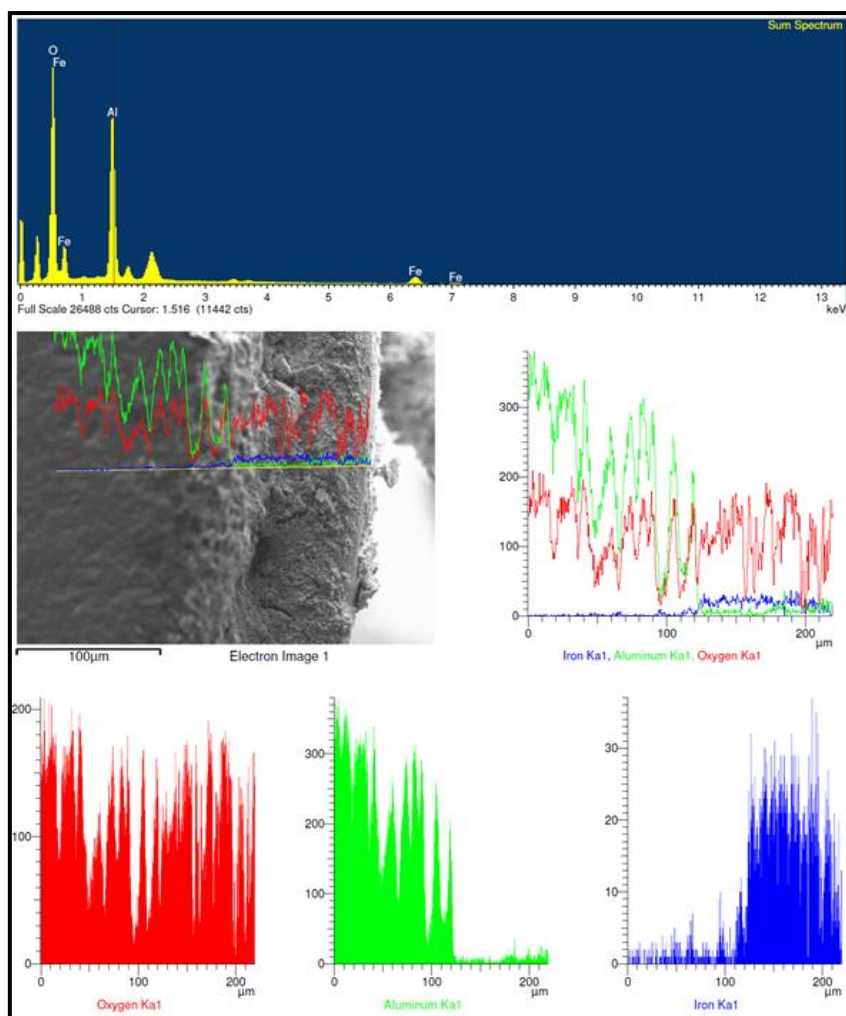 Sum Spectrum
O
Fe
Al
Fe
Fe
Fe
0 1 2 3 4 5 6 7 8 9 10 11 12 13
Full Scale 26488 cts Cursor: 1.516 (11442 cts)
keV
100µm
Electron Image 1
300
200
100
0
0 100 200
µm
Iron Ka1, Aluminum Ka1, Oxygen Ka1
200
100
0
0 100 200
µm
Oxygen Ka1
300
200
100
0
0 100 200
µm
Aluminum Ka1
30
20
10
0
0 100 200
µm
Iron Ka1